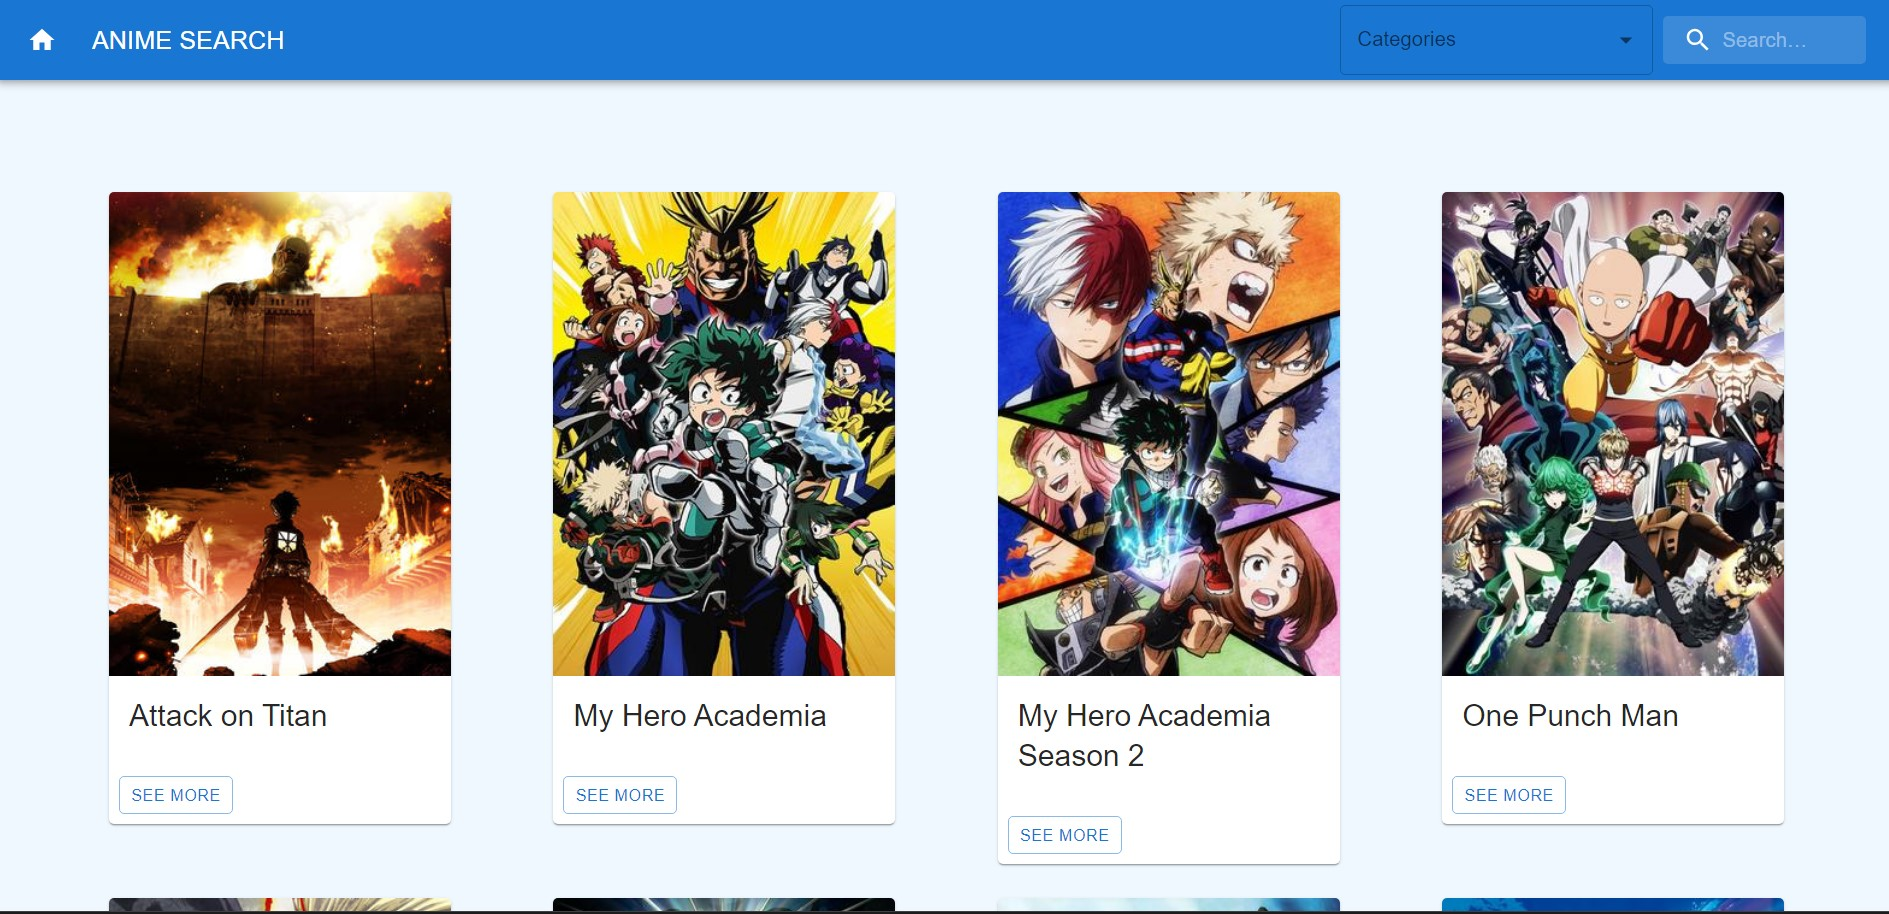 ANIME SEARCH
Categories
Search...
Attack on Titan
SEE MORE
My Hero Academia
SEE MORE
My Hero Academia
Season 2
SEE MORE
One Punch Man
SEE MORE